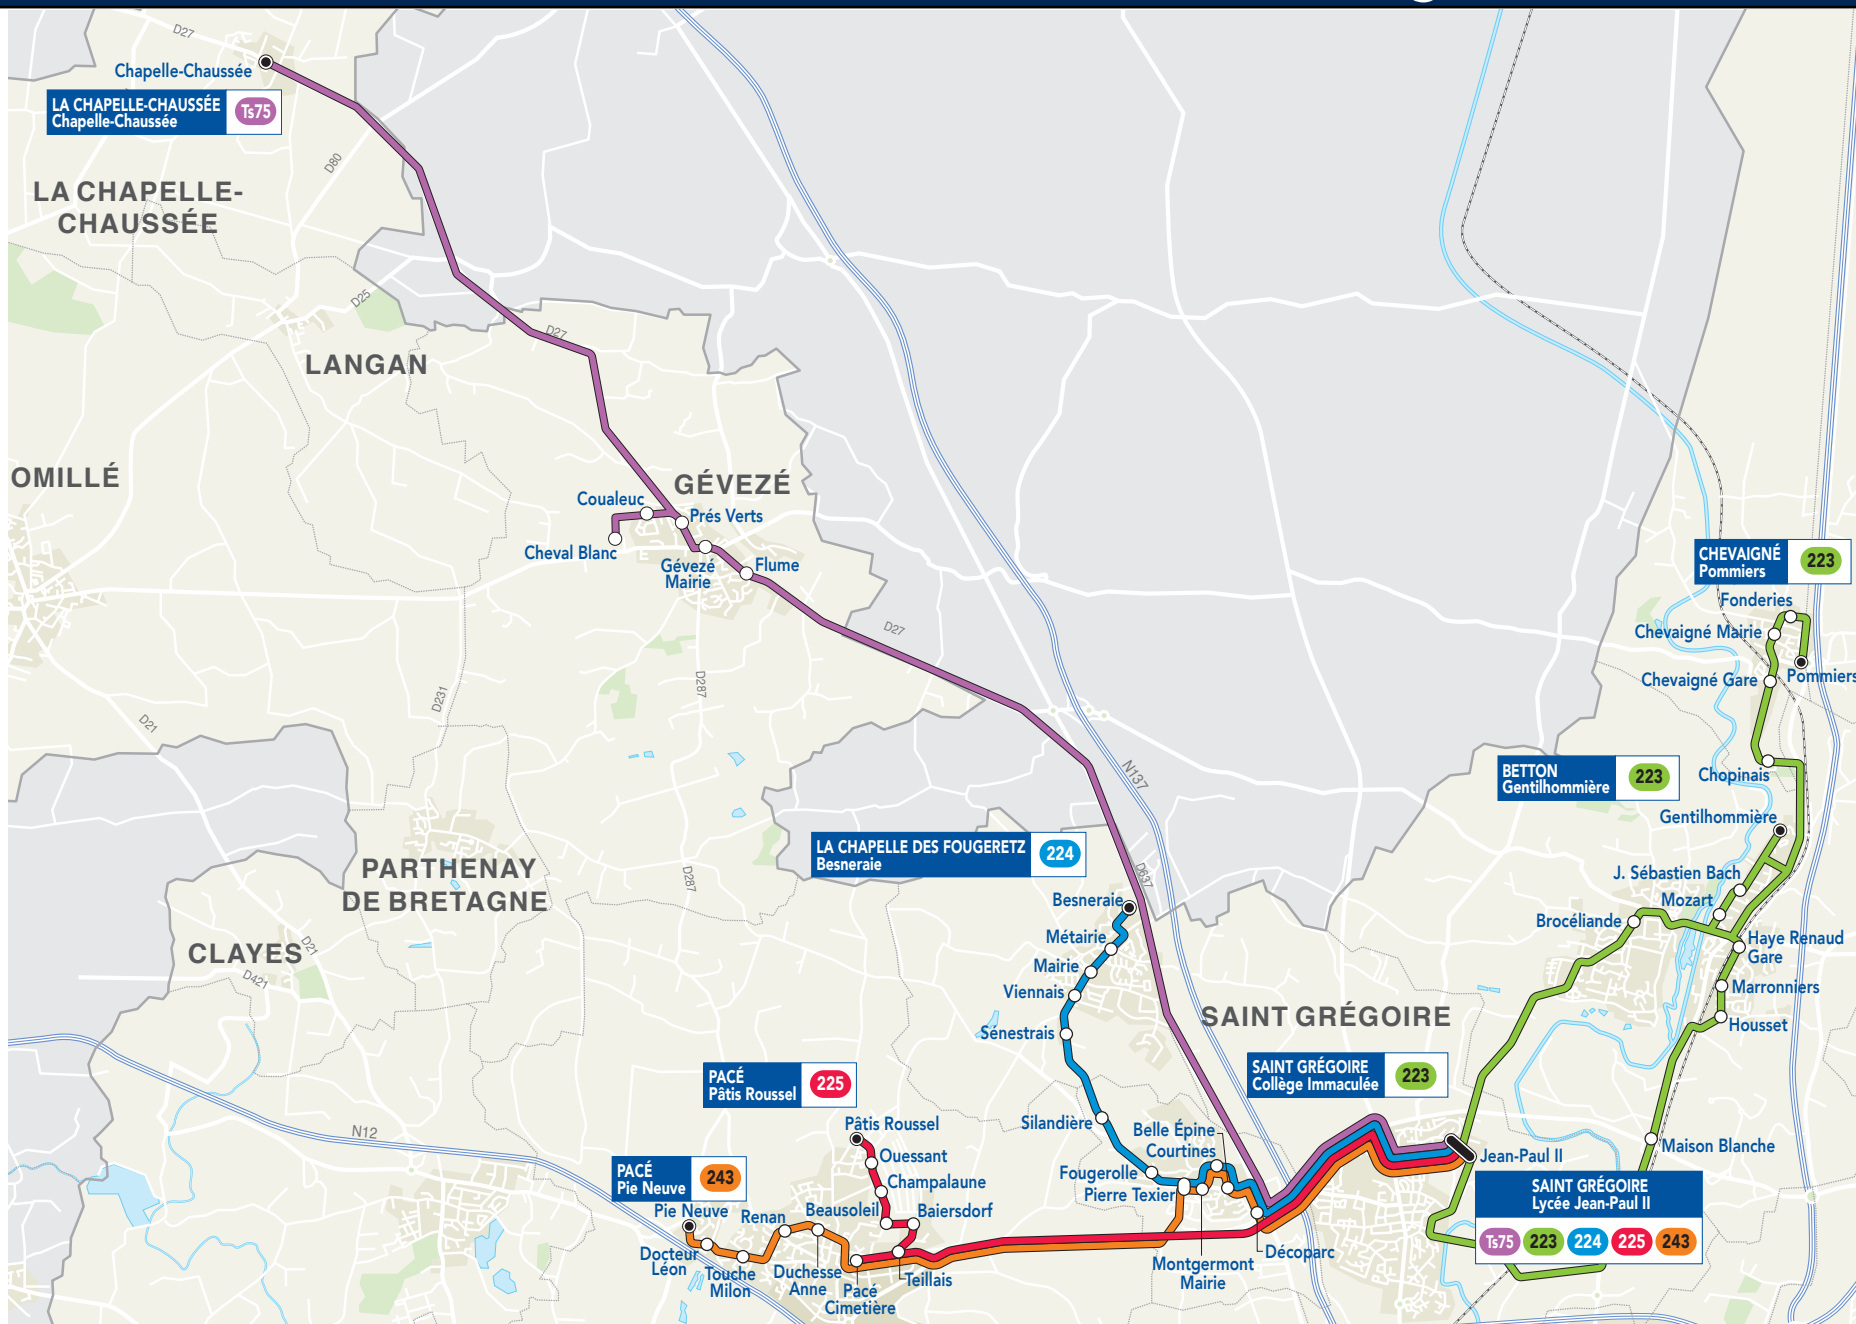 D27
Chapelle-Chaussée
LA CHAPELLE-CHAUSSÉE
Chapelle-Chaussée
Ts75
D80
LA CHAPELLE-
CHAUSSÉE
D25
D27
LANGAN
OMILLÉ
GÉVEZÉ
Coualeuc
Prés Verts
Cheval Blanc
Gévezé
Mairie
Flume
CHEVAIGNÉ
Pommiers
223
Fonderies
Chevaigné Mairie
Chevaigné Gare
Pommiers
D27
D287
D231
D21
N137
BETTON
Gentilhommière
223
Chopinais
Gentilhommière
LA CHAPELLE DES FOUGERETZ
Besneraie
224
D637
PARTHENAY
DE BRETAGNE
D287
J. Sébastien Bach
Mozart
Besneraie
Brocéliande
Métairie
Haye Renaud
Gare
CLAYES
D21
D421
Mairie
Viennais
Marronniers
SAINT GRÉGOIRE
Housset
Sénestrais
SAINT GRÉGOIRE
Collège Immaculée
223
PACÉ
Pâtis Roussel
225
Silandière
Pâtis Roussel
Belle Épine
Courtines
N12
Maison Blanche
Jean-Paul II
Ouessant
PACÉ
Pie Neuve
243
Champalaune
Fougerolle
Pierre Texier
SAINT GRÉGOIRE
Lycée Jean-Paul II
Ts75
223
224
225
243
Pie Neuve
Renan
Beausoleil
Baiersdorf
Docteur
Léon
Touche
Milon
Duchesse
Anne
Pacé
Cimetière
Teillais
Montgermont
Mairie
Décoparc